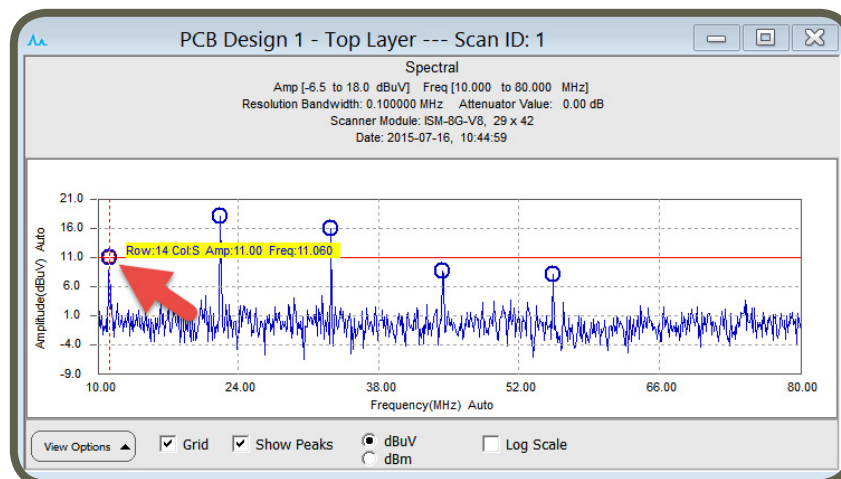 PCB Design 1 - Top Layer --- Scan ID: 1
Spectral
Amp [-6.5 to 18.0 dBuV] Freq [10.000 to 80.000 MHz]
Resolution Bandwidth: 0.100000 MHz Attenuator Value: 0.00 dB
Scanner Module: ISM-8G-V8, 29 x 42
Date: 2015-07-16, 10:44:59
Amplitude(dBuV) Auto
21.0
16.0
11.0
6.0
1.0
-4.0
-9.0
Row:14 Col:S Amp:11.00 Freq:11.060
10.00 24.00 38.00 52.00 66.00 80.00
Frequency(MHz) Auto
View Options Grid Show Peaks dBuV Log Scale
dBm